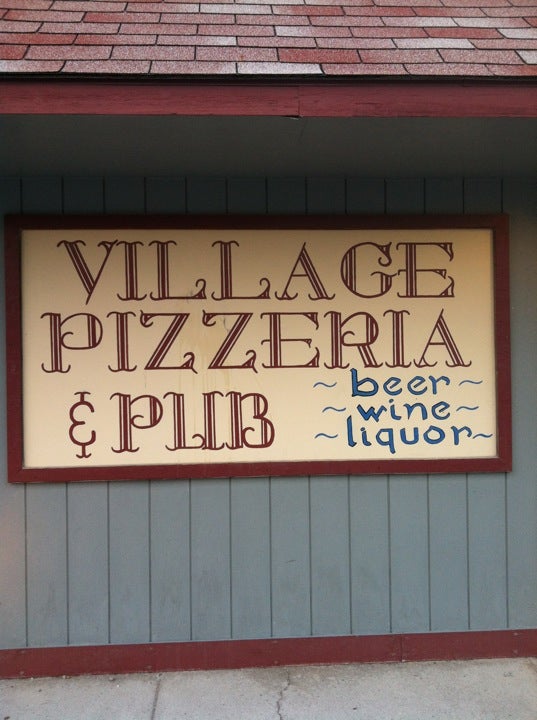 VILLAGE
PIZZERIA
& PUB
~ beer ~
~ wine ~
~ liquor ~